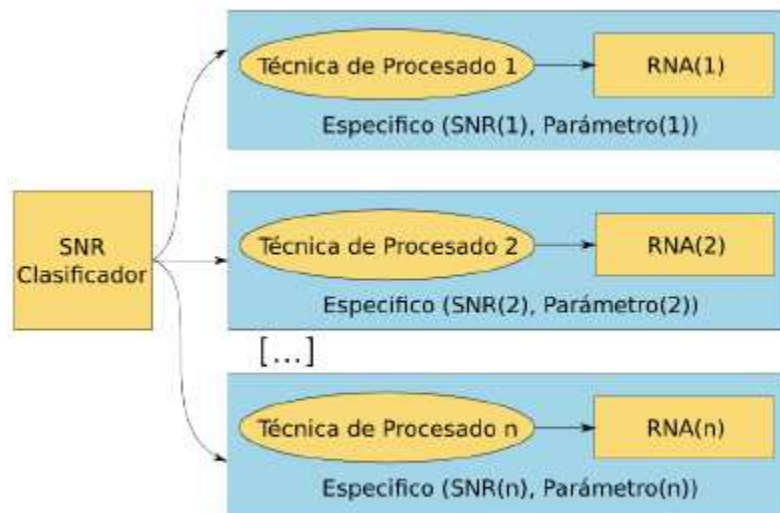 Técnica de Procesado 1
RNA(1)
Especifico (SNR(1), Parámetro(1))
SNR
Clasificador
Técnica de Procesado 2
RNA(2)
Especifico (SNR(2), Parámetro(2))
[...]
Técnica de Procesado n
RNA(n)
Especifico (SNR(n), Parámetro(n))